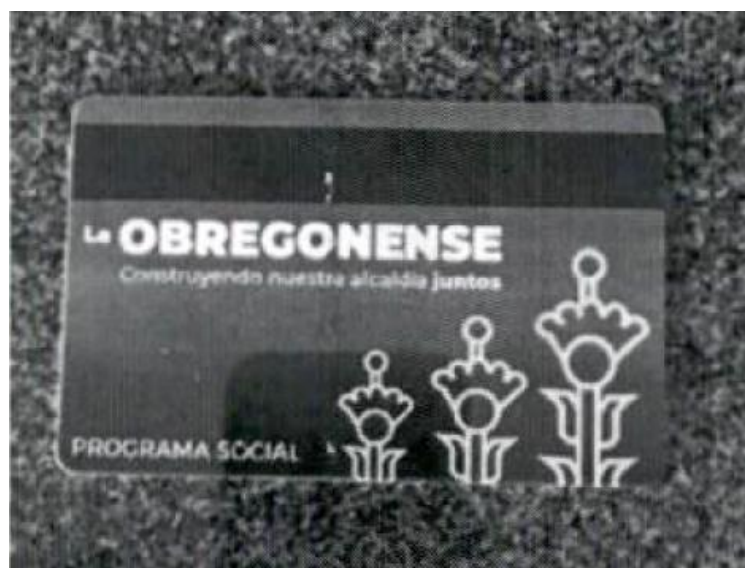 La OBREGONENSE
Construyendo nuestra alcaldía juntos
PROGRAMA SOCIAL